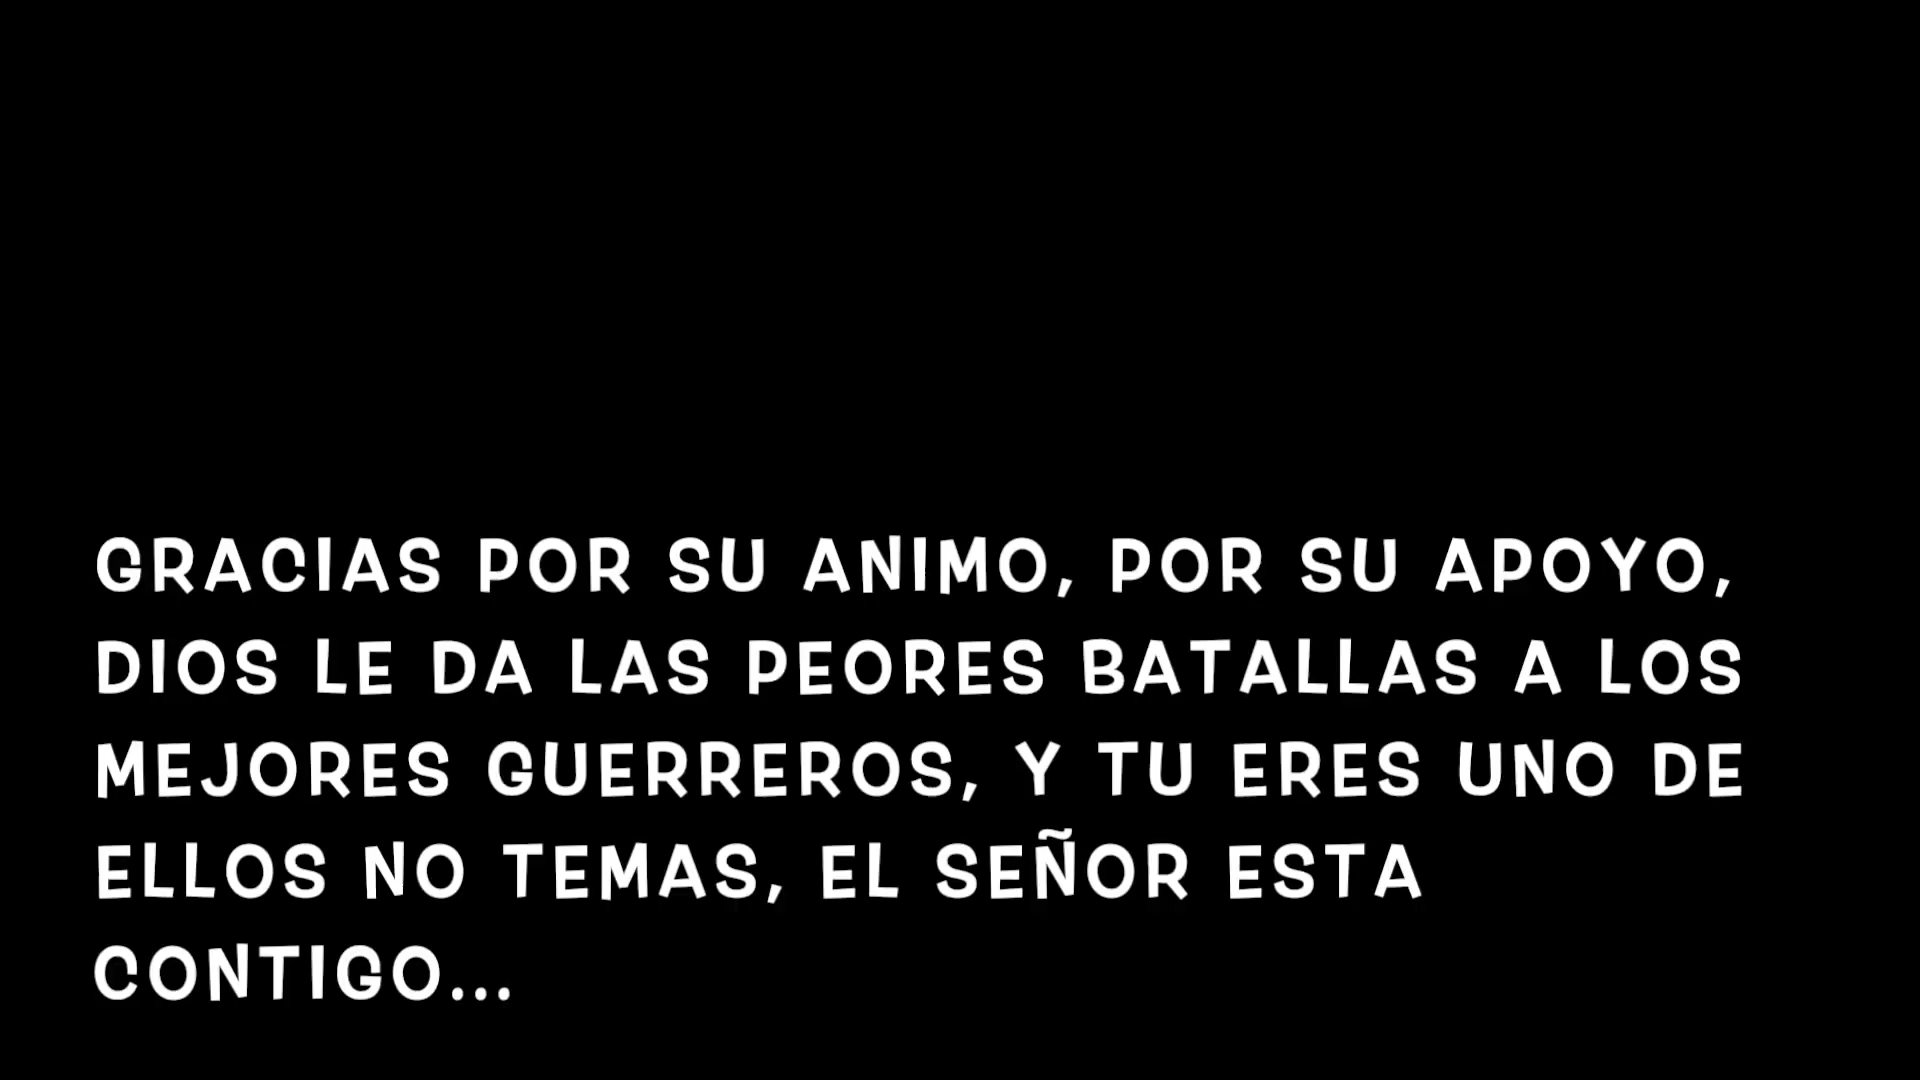 GRACIAS POR SU ANIMO, POR SU APOYO,
DIOS LE DA LAS PEORES BATALLAS A LOS
MEJORES GUERREROS, Y TU ERES UNO DE
ELLOS NO TEMAS, EL SEÑOR ESTA
CONTIGO...